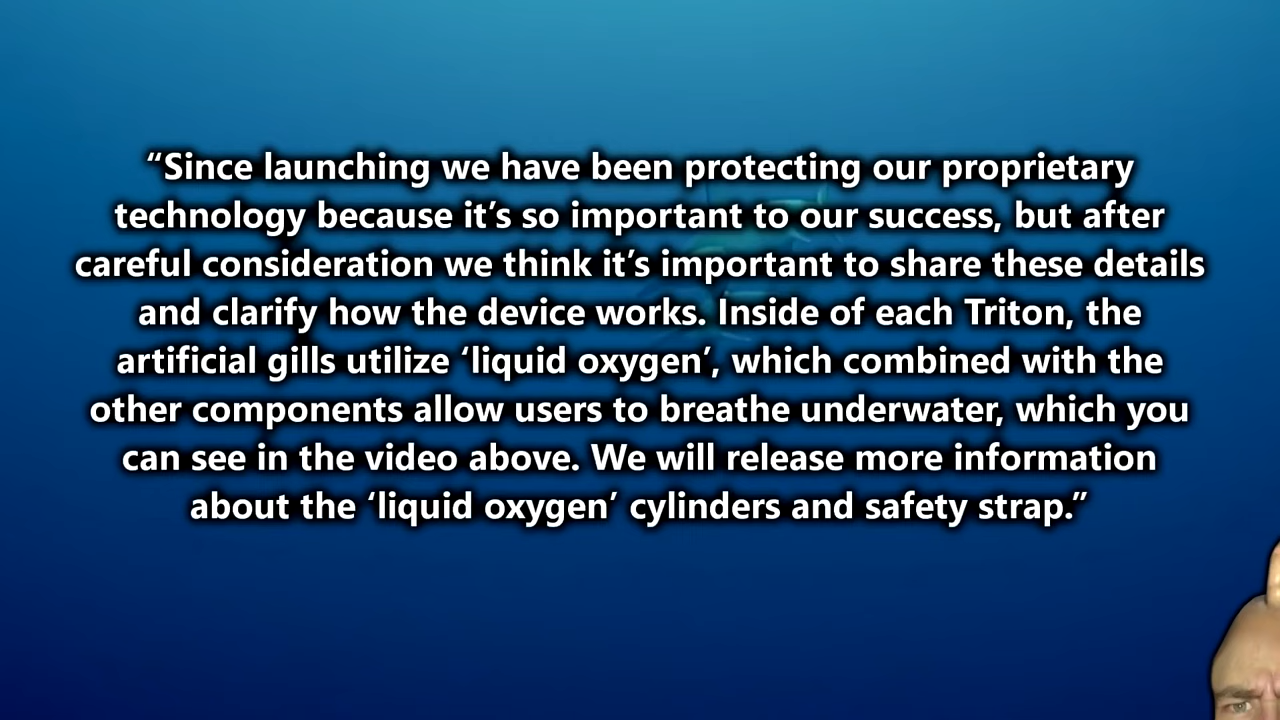 “Since launching we have been protecting our proprietary
technology because it’s so important to our success, but after
careful consideration we think it’s important to share these details
and clarify how the device works. Inside of each Triton, the
artificial gills utilize ‘liquid oxygen’, which combined with the
other components allow users to breathe underwater, which you
can see in the video above. We will release more information
about the ‘liquid oxygen’ cylinders and safety strap.”